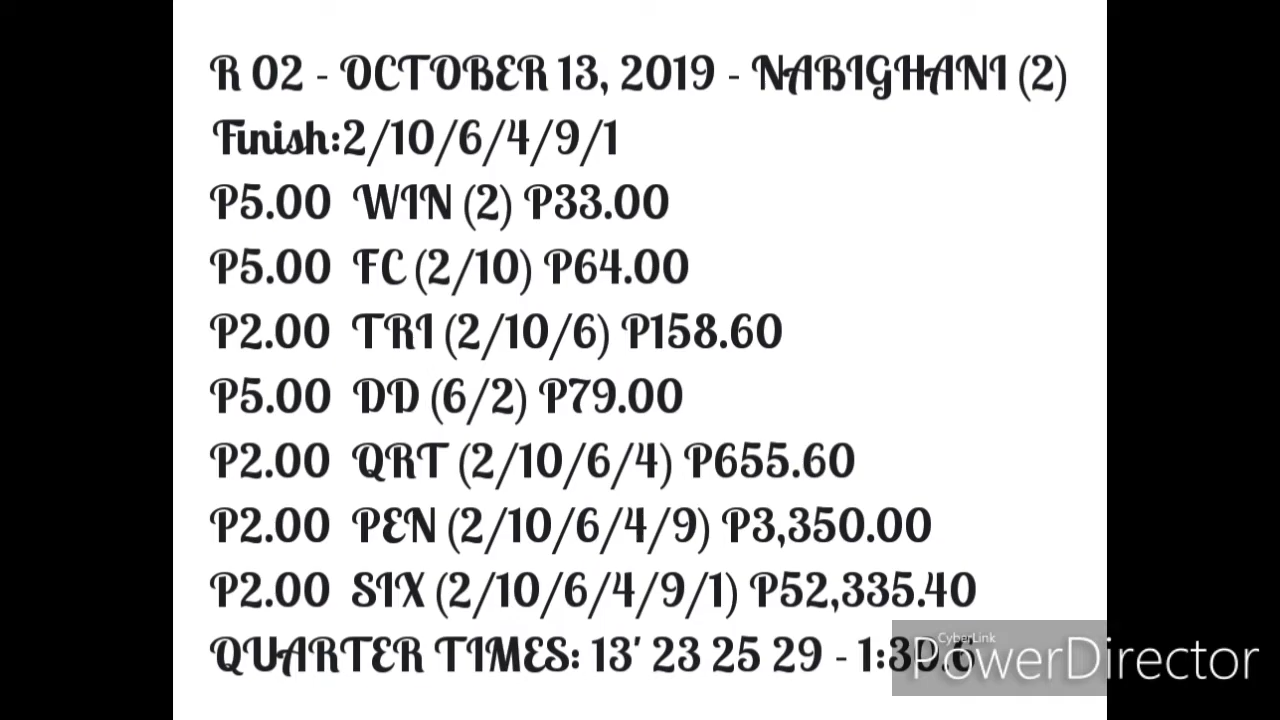 R 02 - OCTOBER 13, 2019 - NABIGHANI (2)
Finish:2/10/6/4/9/1
P5.00 WIN (2) P33.00
P5.00 FC (2/10) P64.00
P2.00 TRI (2/10/6) P158.60
P5.00 DD (6/2) P79.00
P2.00 QRT (2/10/6/4) P655.60
P2.00 PEN (2/10/6/4/9) P3,350.00
P2.00 SIX (2/10/6/4/9/1) P52,335.40
QUARTER TIMES: 13' 23 25 29 -
CyberLink
PowerDirector